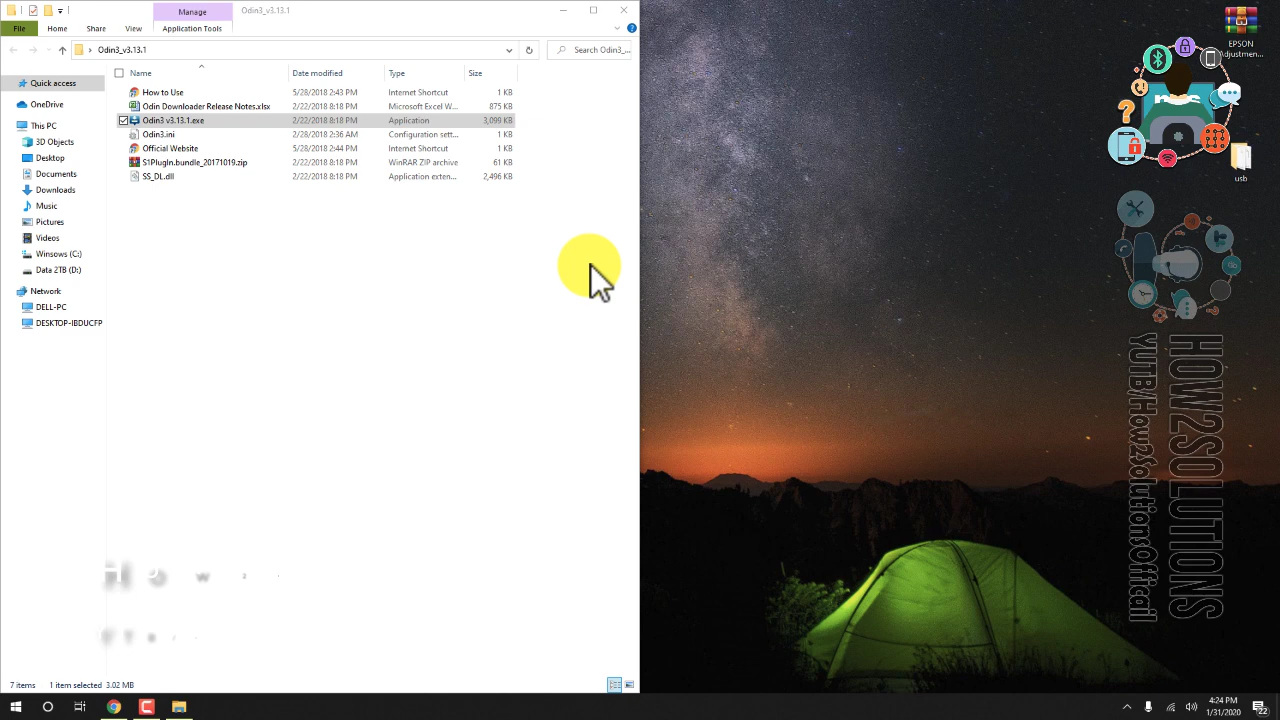 Manage
Odin3_v3.13.1
File
Home
Share
View
Application Tools
Odin3_v3.13.1
Search Odin3_...
Name
Date modified
Type
Size
How to Use
5/28/2018 2:43 PM
Internet Shortcut
1 KB
Odin Downloader Release Notes.xlsx
2/22/2018 8:18 PM
Microsoft Excel W...
875 KB
Odin3 v3.13.1.exe
2/22/2018 8:18 PM
Application
3,099 KB
Odin3.ini
2/28/2018 2:36 AM
Configuration sett...
1 KB
Official Website
5/28/2018 2:44 PM
Internet Shortcut
1 KB
S1PlugIn.bundle_20171019.zip
2/22/2018 8:18 PM
WinRAR ZIP archive
61 KB
SS_DL.dll
2/22/2018 8:18 PM
Application exten...
2,496 KB
Quick access
OneDrive
This PC
3D Objects
Desktop
Documents
Downloads
Music
Pictures
Videos
Winsows (C:)
Data 2TB (D:)
Network
DELL-PC
DESKTOP-IBDUCFP
7 items
1 item selected
3.02 MB
EPSON
Adjustmen...
usb
HOW2SOLUTIONS
YUTB/How2SolutionsOfficail
4:24 PM
1/31/2020
22